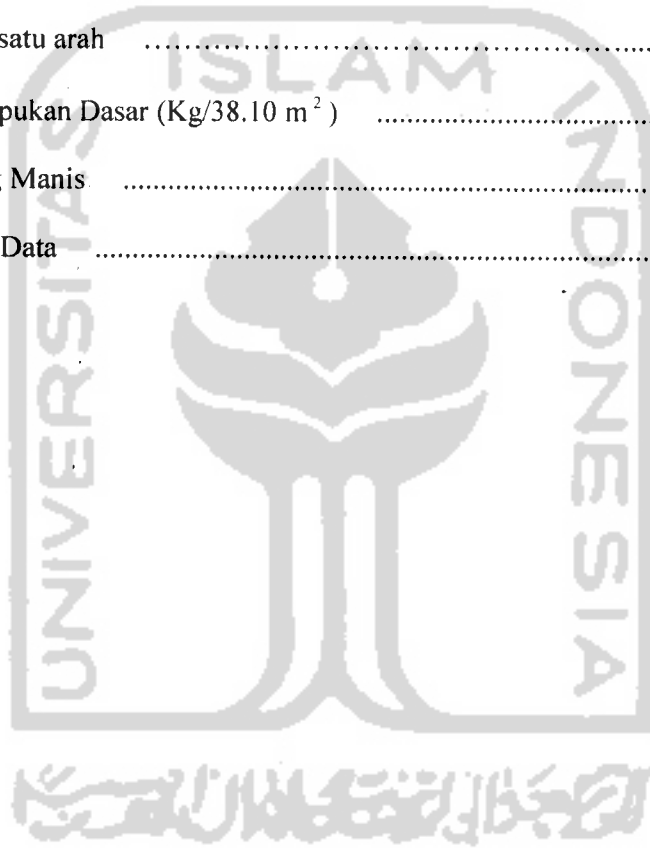 satu arah ........................................................
pukan Dasar (Kg/38.10 m²) ...............................
g Manis ........................................................................
Data ............................................................................
ISLAM
UNIVERSITAS
INDONESIA